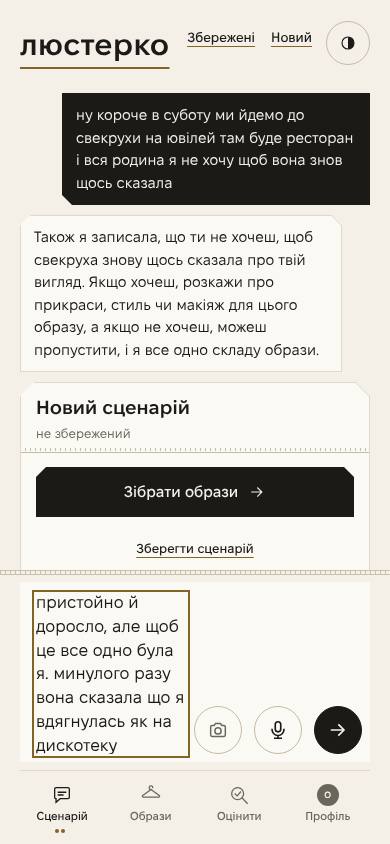 люстерко
Збережені
Новий
ну короче в суботу ми йдемо до
свекрухи на ювілей там буде ресторан
і вся родина я не хочу щоб вона знов
щось сказала
Також я записала, що ти не хочеш, щоб
свекруха знову щось сказала про твій
вигляд. Якщо хочеш, розкажи про
прикраси, стиль чи макіяж для цього
образу, а якщо не хочеш, можеш
пропустити, і я все одно складу образи.
Новий сценарій
не збережений
Зібрати образи →
Зберегти сценарій
пристойно й
доросло, але щоб
це все одно була
я. минулого разу
вона сказала що я
вдягнулась як на
дискотеку
Сценарій
Образи
Оцінити
О
Профіль